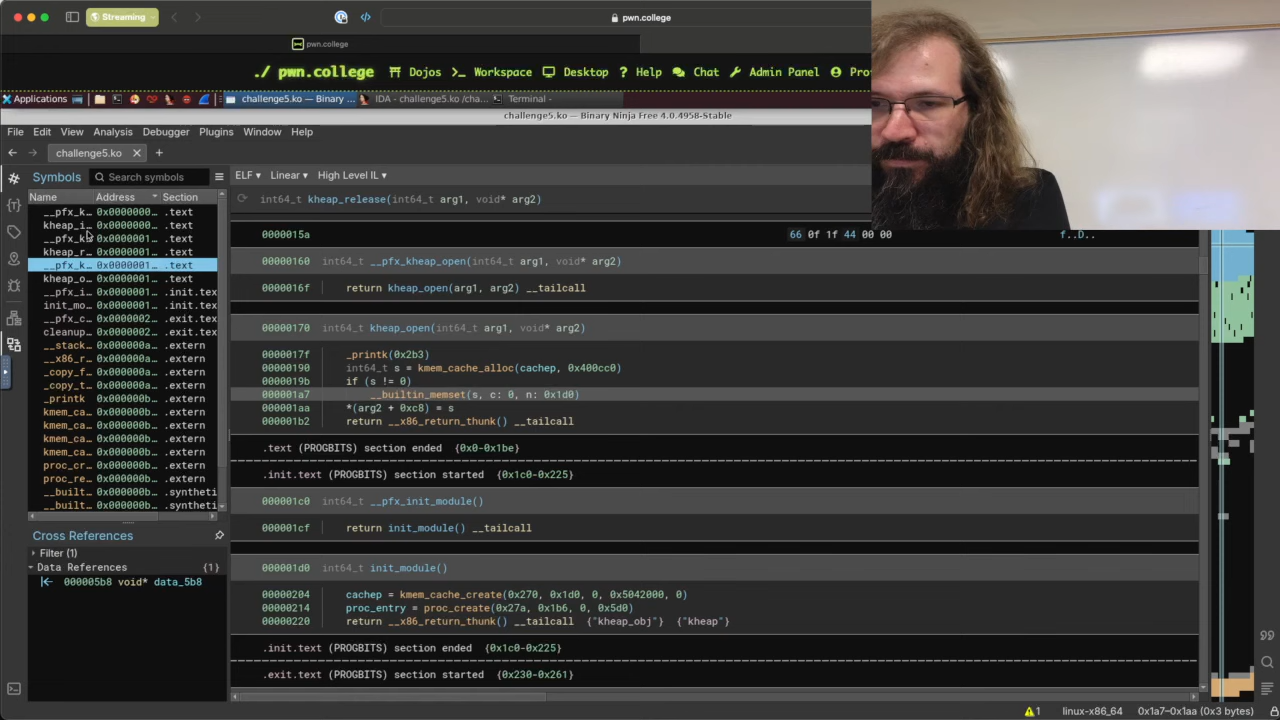 Streaming
pwn.college
pwn.college
./ pwn.college
Dojos
Workspace
Desktop
? Help
Chat
Admin Panel
Applications
challenge5.ko — Binary ...
IDA - challenge5.ko /cha...
Terminal -
challenge5.ko — Binary Ninja Free 4.0.4958-Stable
File Edit View Analysis Debugger Plugins Window Help
challenge5.ko
Symbols
Search symbols
ELF Linear High Level IL
Name Address Section
int64_t kheap_release(int64_t arg1, void* arg2)
__pfx_k... 0x0000000... .text
kheap_i... 0x0000000... .text
__pfx_k... 0x0000001... .text
kheap_r... 0x0000001... .text
__pfx_k... 0x0000001... .text
kheap_o... 0x0000001... .text
__pfx_i... 0x0000001... .init.tex
init_mo... 0x0000001... .init.tex
__pfx_c... 0x0000002... .exit.tex
cleanup... 0x0000002... .exit.tex
__stack... 0x000000a... .extern
__x86_r... 0x000000a... .extern
_copy_f... 0x000000a... .extern
_copy_t... 0x000000a... .extern
_printk 0x000000b... .extern
kmem_ca... 0x000000b... .extern
kmem_ca... 0x000000b... .extern
kmem_ca... 0x000000b... .extern
kmem_ca... 0x000000b... .extern
proc_cr... 0x000000b... .extern
proc_re... 0x000000b... .extern
__built... 0x000000b... .syntheti
__built... 0x000000b... .syntheti
Cross References
Filter (1)
Data References {1}
000005b8 void* data_5b8
0000015a 66 0f 1f 44 00 00 f..D..
00000160 int64_t __pfx_kheap_open(int64_t arg1, void* arg2)
0000016f return kheap_open(arg1, arg2) __tailcall
00000170 int64_t kheap_open(int64_t arg1, void* arg2)
0000017f _printk(0x2b3)
00000190 int64_t s = kmem_cache_alloc(cachep, 0x400cc0)
0000019b if (s != 0)
000001a7 __builtin_memset(s, c: 0, n: 0x1d0)
000001aa *(arg2 + 0xc8) = s
000001b2 return __x86_return_thunk() __tailcall
.text (PROGBITS) section ended {0x0-0x1be}
.init.text (PROGBITS) section started {0x1c0-0x225}
000001c0 int64_t __pfx_init_module()
000001cf return init_module() __tailcall
000001d0 int64_t init_module()
00000204 cachep = kmem_cache_create(0x270, 0x1d0, 0, 0x5042000, 0)
00000214 proc_entry = proc_create(0x27a, 0x1b6, 0, 0x5d0)
00000220 return __x86_return_thunk() __tailcall {"kheap_obj"} {"kheap"}
.init.text (PROGBITS) section ended {0x1c0-0x225}
.exit.text (PROGBITS) section started {0x230-0x261}
1 linux-x86_64 0x1a7-0x1aa (0x3 bytes)